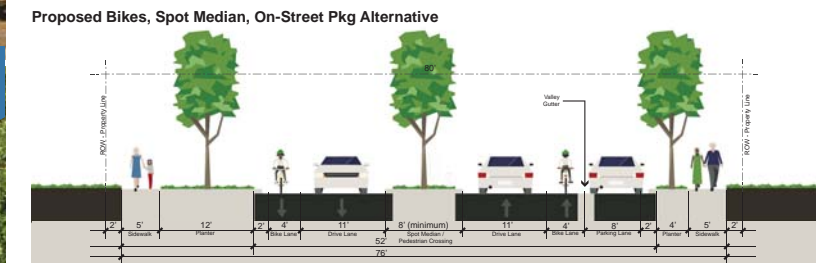 Proposed Bikes, Spot Median, On-Street Pkg Alternative
80'
ROW - Property Line
Valley
Gutter
ROW - Property Line
2' 5' 12' 2' 4' 11' 8' (minimum) 11' 4' 8' 2' 4' 5' 2'
Sidewalk Planter Bike Lane Drive Lane Spot Median / Drive Lane Bike Lane Parking Lane Planter Sidewalk
Pedestrian Crossing
52'
76'